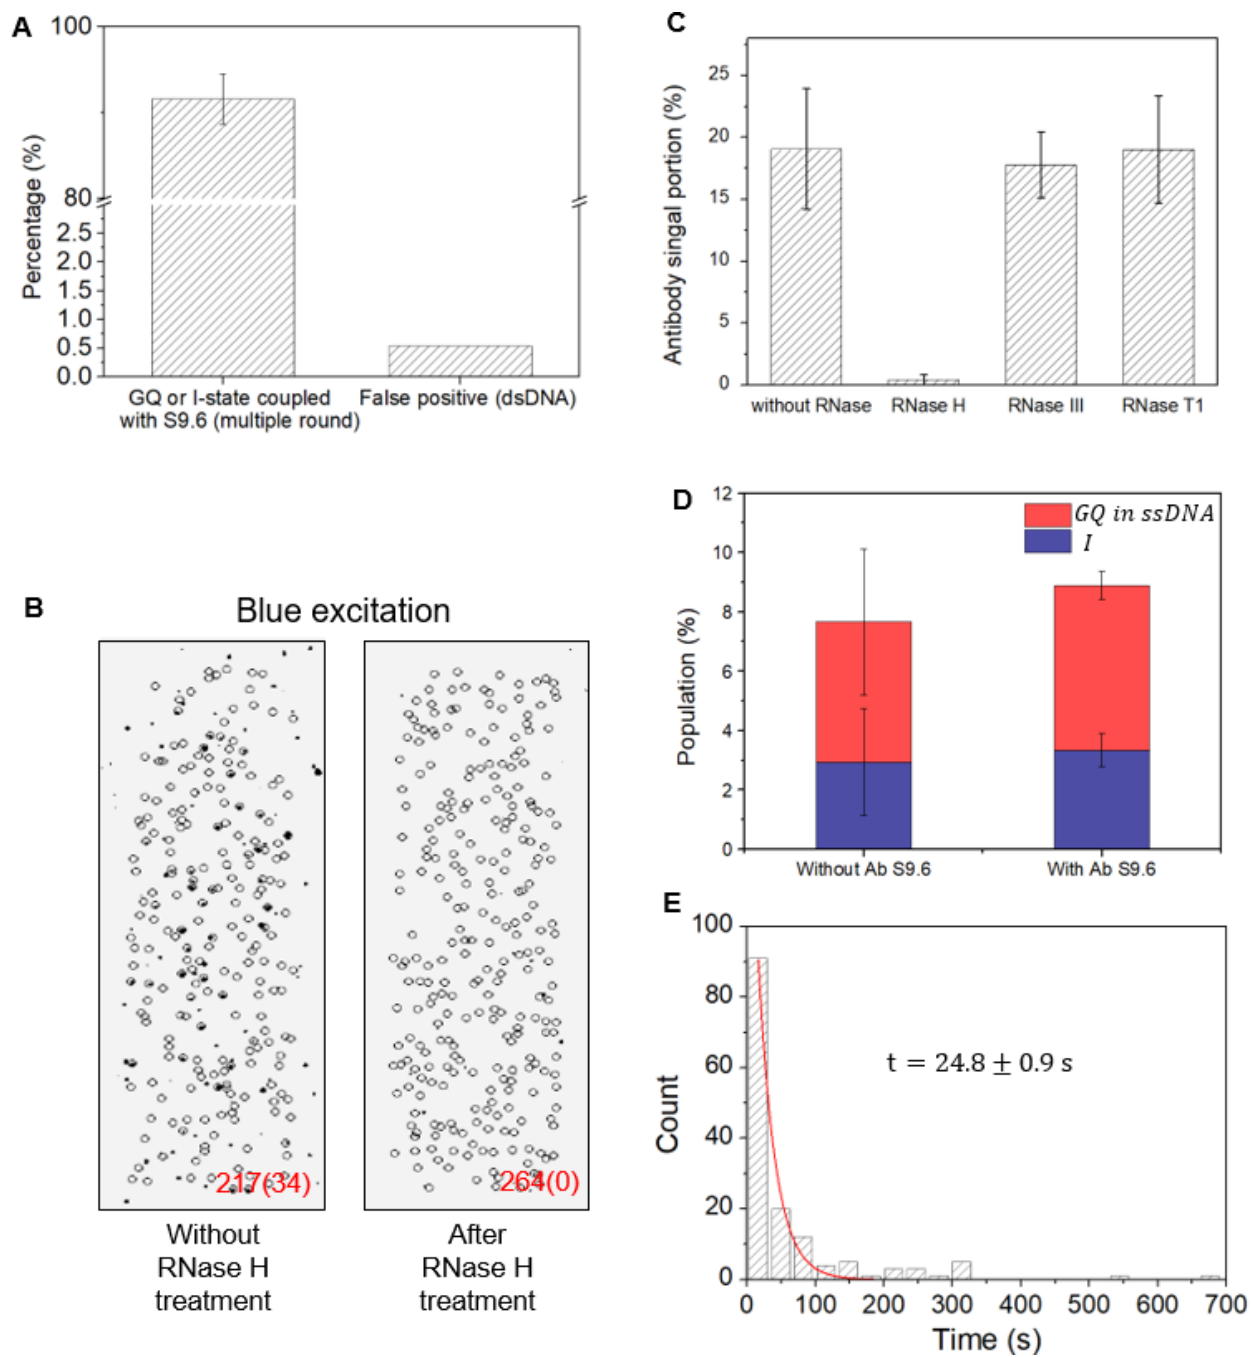 A
100
80
2.5
2.0
1.5
1.0
0.5
0.0
Percentage (%)
GQ or I-state coupled
with S9.6 (multiple round)
False positive (dsDNA)
C
25
20
15
10
5
0
Antibody singal portion (%)
without RNase
RNase H
RNase III
RNase T1
B
Blue excitation
217(34)
264(0)
Without
RNase H
treatment
After
RNase H
treatment
D
12
10
8
6
4
2
0
Population (%)
GQ in ssDNA
I
Without Ab S9.6
With Ab S9.6
E
100
80
60
40
20
0
Count
t = 24.8 ± 0.9 s
0
100
200
300
400
500
600
700
Time (s)